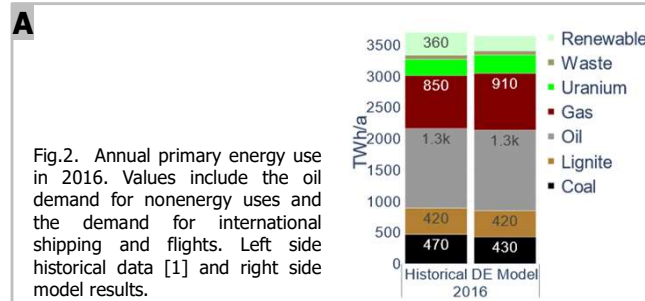 A
Fig.2. Annual primary energy use
in 2016. Values include the oil
demand for nonenergy uses and
the demand for international
shipping and flights. Left side
historical data [1] and right side
model results.
TWh/a
3500
3000
2500
2000
1500
1000
500
0
360
850
910
1.3k
1.3k
420
420
470
430
Historical DE Model
2016
Renewable
Waste
Uranium
Gas
Oil
Lignite
Coal